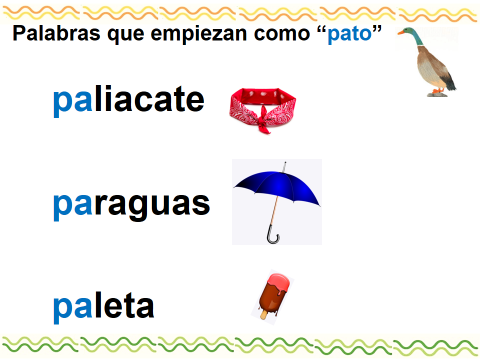 Palabras que empiezan como “pato”
paliacate
paraguas
paleta